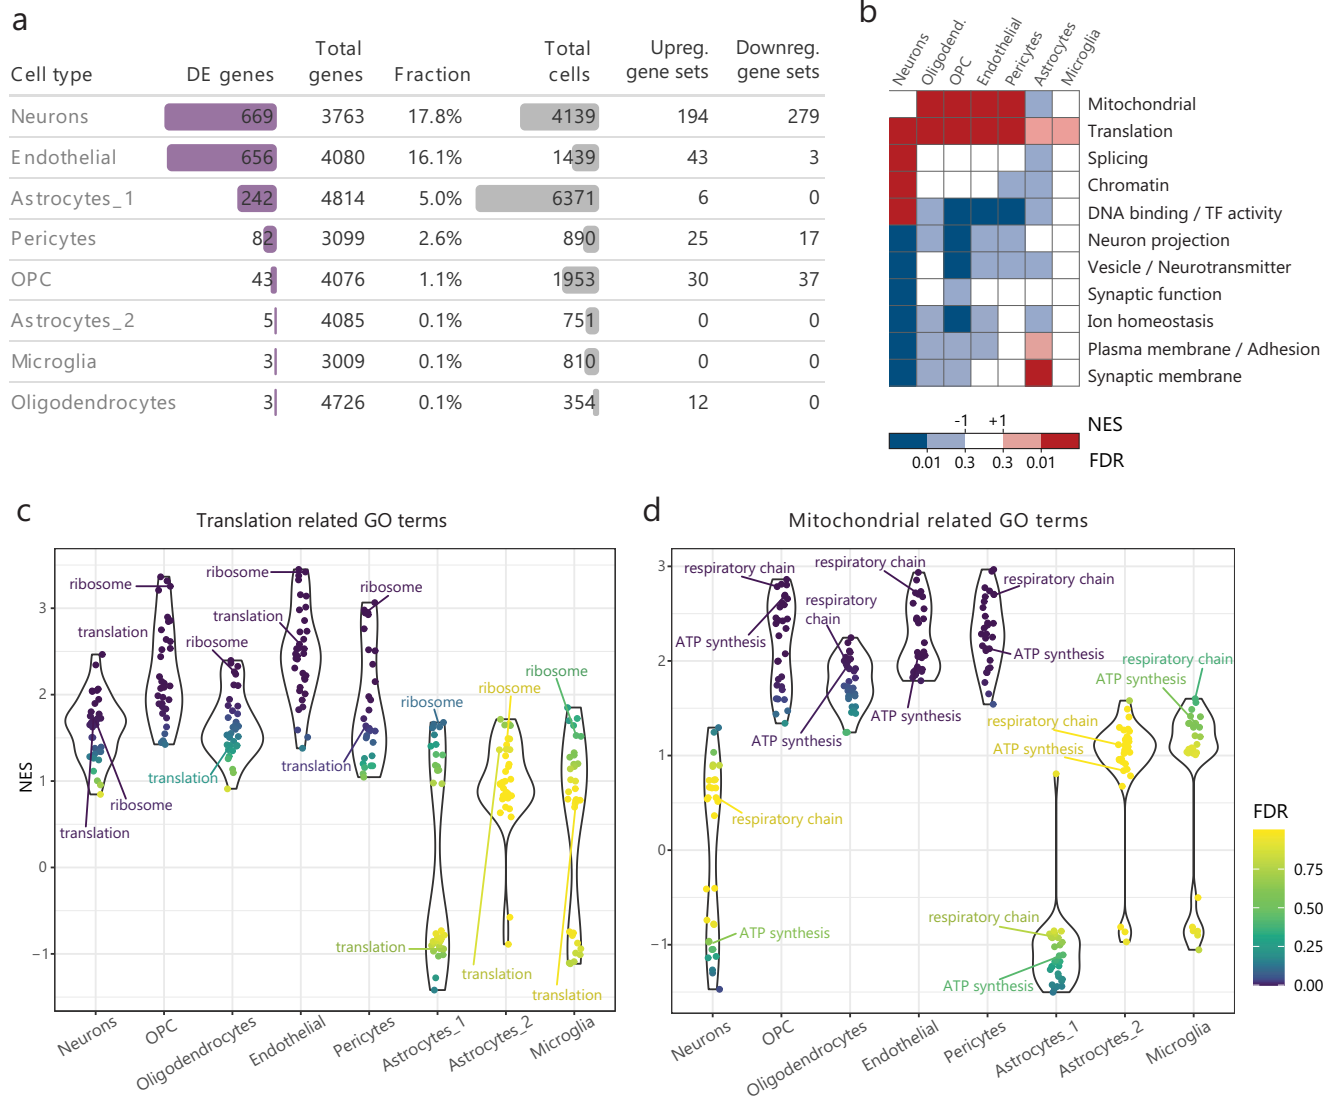 a
Cell type DE genes Total genes Fraction Total cells Upreg. gene sets Downreg. gene sets
Neurons 669 3763 17.8% 4139 194 279
Endothelial 656 4080 16.1% 1439 43 3
Astrocytes_1 242 4814 5.0% 6371 6 0
Pericytes 82 3099 2.6% 890 25 17
OPC 43 4076 1.1% 1953 30 37
Astrocytes_2 5 4085 0.1% 751 0 0
Microglia 3 3009 0.1% 810 0 0
Oligodendrocytes 3 4726 0.1% 354 12 0
b
Neurons
Oligodend.
OPC
Endothelial
Pericytes
Astrocytes
Microglia
Mitochondrial
Translation
Splicing
Chromatin
DNA binding / TF activity
Neuron projection
Vesicle / Neurotransmitter
Synaptic function
Ion homeostasis
Plasma membrane / Adhesion
Synaptic membrane
-1 +1 NES
0.01 0.3 0.3 0.01 FDR
c
Translation related GO terms
NES
3
2
1
0
−1
ribosome
translation
ribosome
translation
ribosome
translation
ribosome
translation
ribosome
translation
ribosome
translation
ribosome
translation
ribosome
translation
Neurons
OPC
Oligodendrocytes
Endothelial
Pericytes
Astrocytes_1
Astrocytes_2
Microglia
d
Mitochondrial related GO terms
3
2
1
0
−1
respiratory chain
ATP synthesis
respiratory chain
ATP synthesis
respiratory
chain
ATP synthesis
respiratory chain
ATP synthesis
respiratory chain
ATP synthesis
respiratory chain
ATP synthesis
respiratory chain
ATP synthesis
respiratory chain
ATP synthesis
Neurons
OPC
Oligodendrocytes
Endothelial
Pericytes
Astrocytes_1
Astrocytes_2
Microglia
FDR
0.75
0.50
0.25
0.00